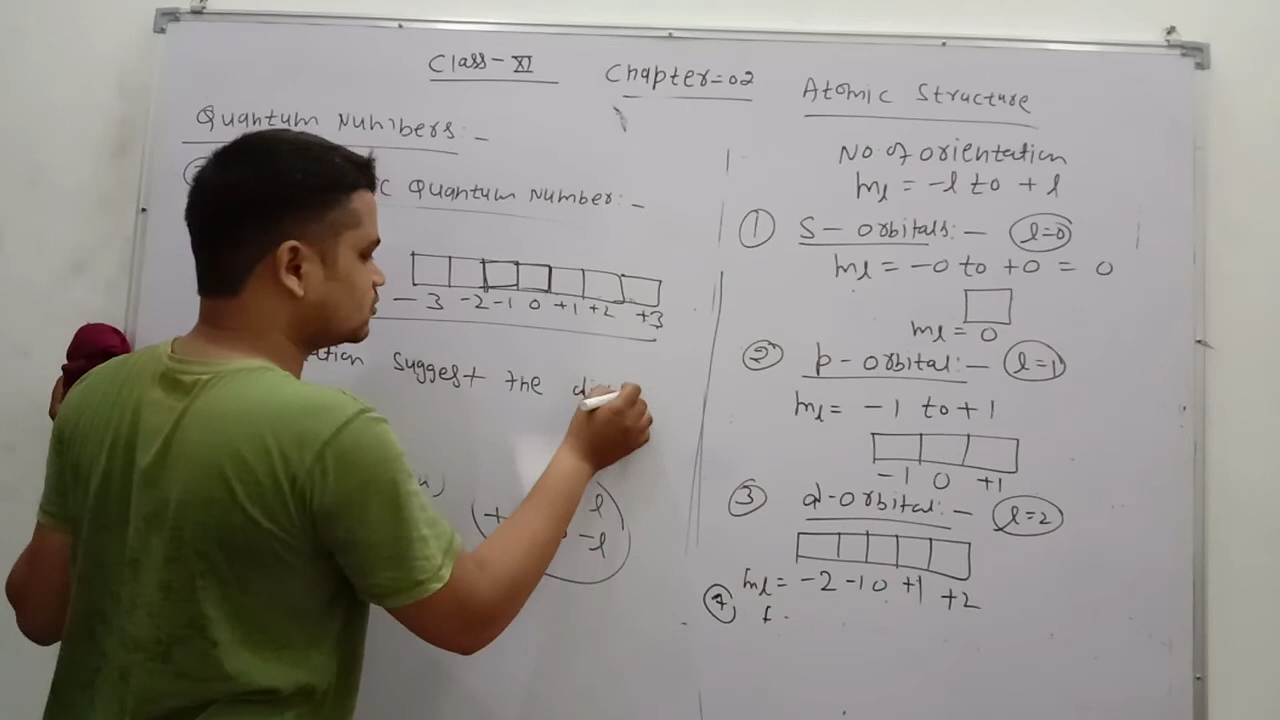 Class-XI Chapter=02 Atomic Structure
Quantum Numbers:-
Quantum Number:-
-3 -2 -1 0 +1 +2 +3
suggest the
l
-l
No. of orientation
ml = -l to +l
① S-orbitals:- l=0
ml = -0 to +0 = 0
ml = 0
② p-orbital:- l=1
ml = -1 to +1
-1 0 +1
③ d-orbital:- l=2
ml = -2 -1 0 +1 +2
④ f.